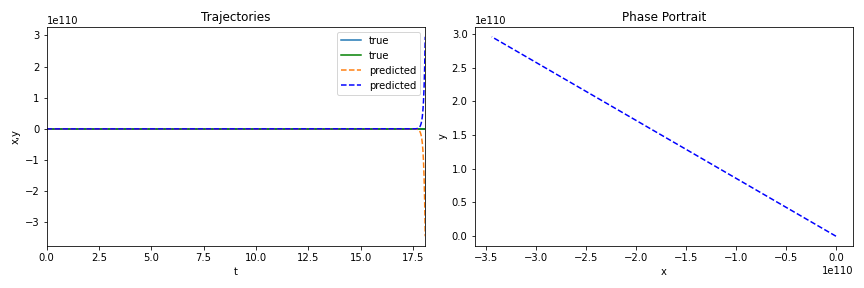 Trajectories
1e110
3
2
1
0
−1
−2
−3
x,y
0.0 2.5 5.0 7.5 10.0 12.5 15.0 17.5
t
true
true
predicted
predicted
Phase Portrait
1e110
3.0
2.5
2.0
1.5
1.0
0.5
0.0
y
−3.5 −3.0 −2.5 −2.0 −1.5 −1.0 −0.5 0.0
1e110
x